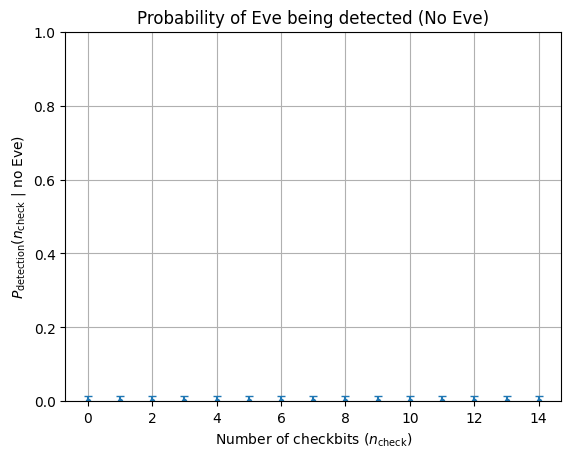 Probability of Eve being detected (No Eve)
1.0
0.8
0.6
0.4
0.2
0.0
P_detection(n_check | no Eve)
0 2 4 6 8 10 12 14
Number of checkbits (n_check)